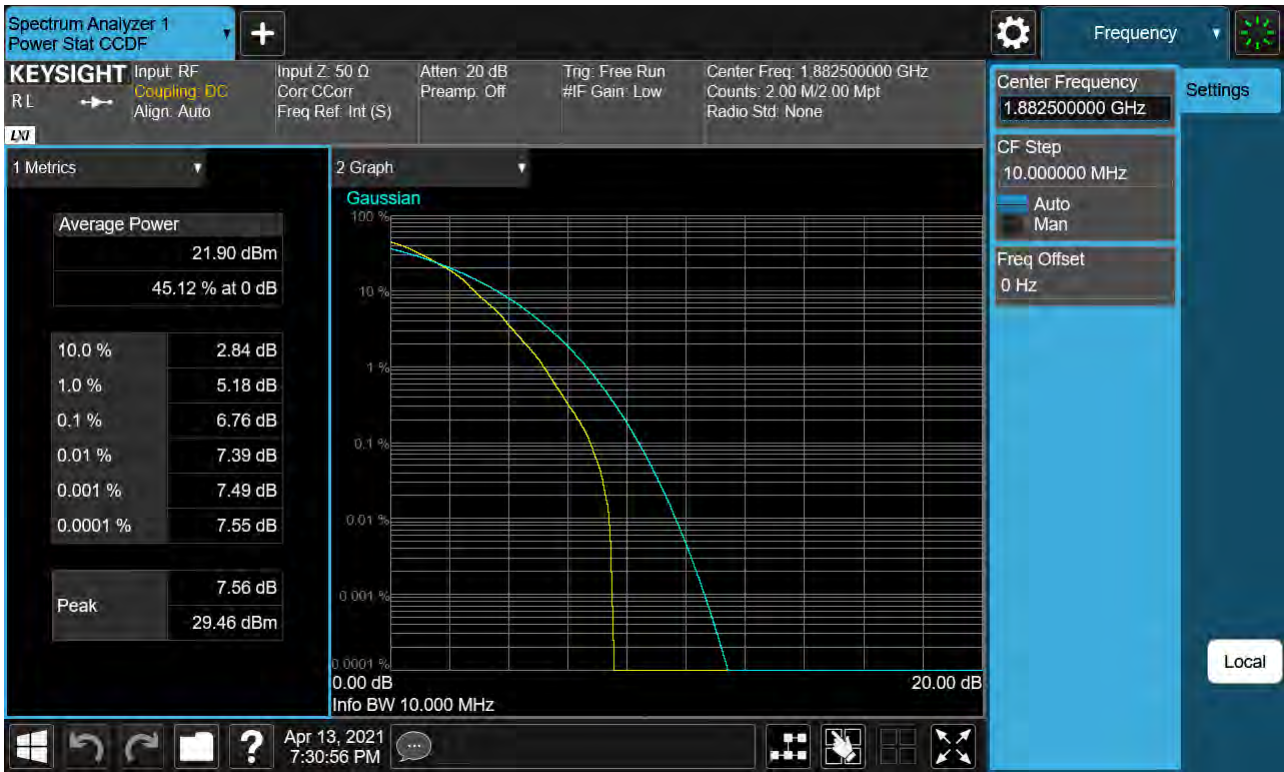 Spectrum Analyzer 1
Power Stat CCDF
+
Frequency
KEYSIGHT
RL
LXI
Input: RF
Coupling: DC
Align: Auto
Input Z: 50 Ω
Corr CCorr
Freq Ref: Int (S)
Atten: 20 dB
Preamp: Off
Trig: Free Run
#IF Gain: Low
Center Freq: 1.882500000 GHz
Counts: 2.00 M/2.00 Mpt
Radio Std: None
Center Frequency
1.882500000 GHz
Settings
CF Step
10.000000 MHz
Auto
Man
Freq Offset
0 Hz
Local
1 Metrics
Average Power
21.90 dBm
45.12 % at 0 dB
10.0 % 2.84 dB
1.0 % 5.18 dB
0.1 % 6.76 dB
0.01 % 7.39 dB
0.001 % 7.49 dB
0.0001 % 7.55 dB
Peak
7.56 dB
29.46 dBm
2 Graph
Gaussian
100 %
10 %
1 %
0.1 %
0.01 %
0.001 %
0.0001 %
0.00 dB
20.00 dB
Info BW 10.000 MHz
?
Apr 13, 2021
7:30:56 PM